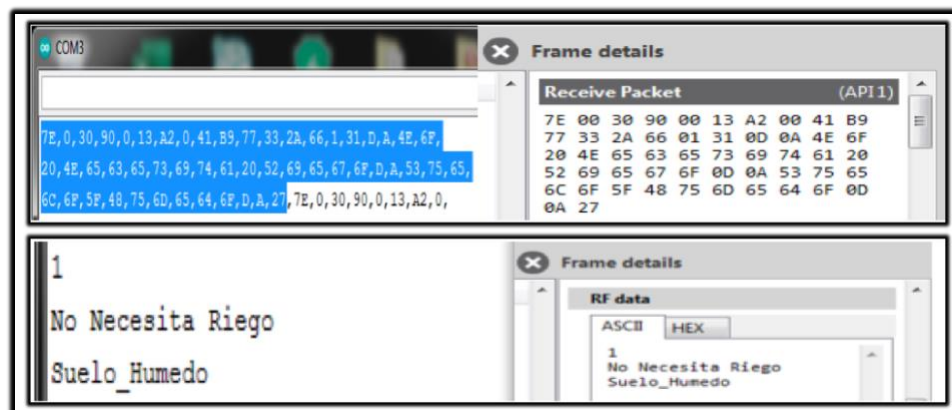 COM3
7E,0,30,90,0,13,A2,0,41,B9,77,33,2A,66,1,31,D,A,4E,6F,
20,4E,65,63,65,73,69,74,61,20,52,69,65,67,6F,D,A,53,75,65,
6C,6F,5F,48,75,6D,65,64,6F,D,A,27,7E,0,30,90,0,13,A2,0,
Frame details
Receive Packet (API 1)
7E 00 30 90 00 13 A2 00 41 B9
77 33 2A 66 01 31 0D 0A 4E 6F
20 4E 65 63 65 73 69 74 61 20
52 69 65 67 6F 0D 0A 53 75 65
6C 6F 5F 48 75 6D 65 64 6F 0D
0A 27
1
No Necesita Riego
Suelo_Humedo
Frame details
RF data
ASCII HEX
1
No Necesita Riego
Suelo_Humedo